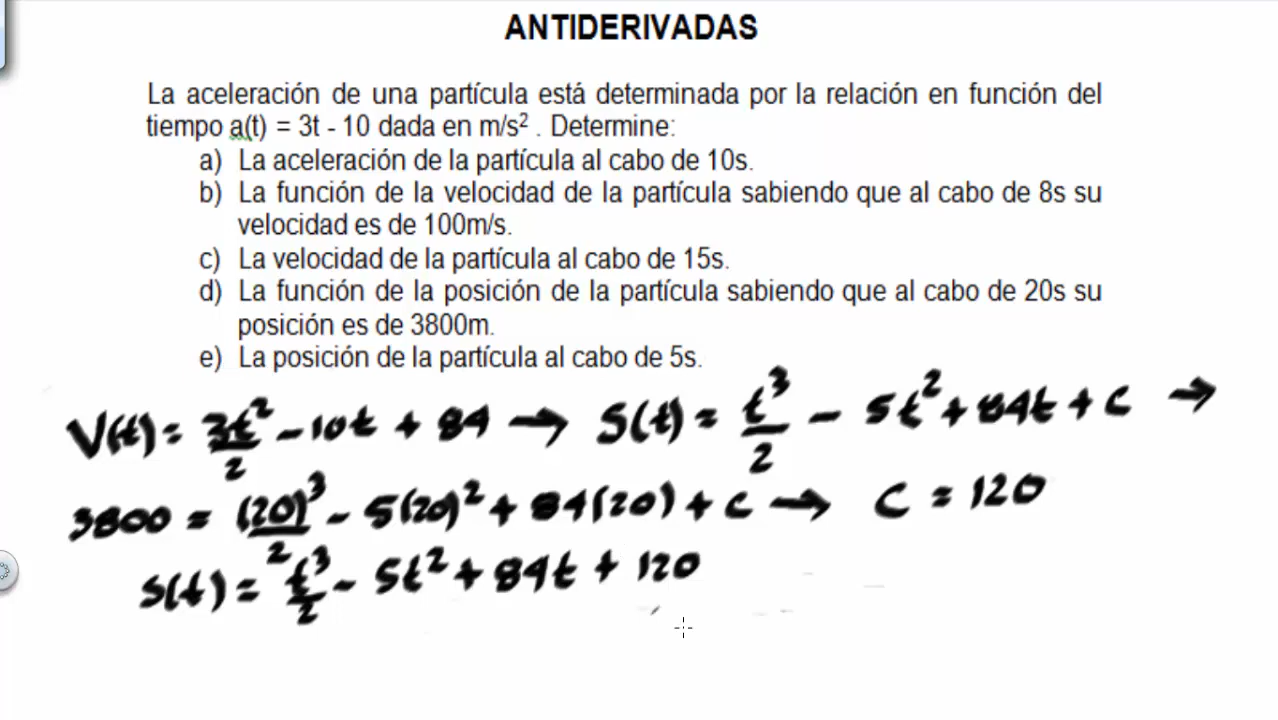 ANTIDERIVADAS
La aceleración de una partícula está determinada por la relación en función del
tiempo a(t) = 3t - 10 dada en m/s² . Determine:
a) La aceleración de la partícula al cabo de 10s.
b) La función de la velocidad de la partícula sabiendo que al cabo de 8s su
velocidad es de 100m/s.
c) La velocidad de la partícula al cabo de 15s.
d) La función de la posición de la partícula sabiendo que al cabo de 20s su
posición es de 3800m.
e) La posición de la partícula al cabo de 5s.
V(t) = 3t²/2 - 10t + 84 → S(t) = t³/2 - 5t² + 84t + C →
3800 = (20)³/2 - 5(20)² + 84(20) + C → C = 120
S(t) = t³/2 - 5t² + 84t + 120